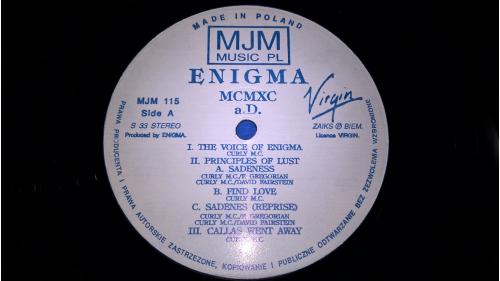 MADE IN POLAND
MJM
MUSIC PL
ENIGMA
MCMXC
a.D.
Virgin
MJM 115
Side A
S 33 STEREO
Produced by ENIGMA.
ZAIKS ℗ BIEM.
Licence VIRGIN.
I. THE VOICE OF ENIGMA
CURLY M.C.
II. PRINCIPLES OF LUST
A. SADENESS
CURLY M.C./F. GREGORIAN
CURLY M.C./DAVID FAIRSTEIN
B. FIND LOVE
CURLY M.C.
C. SADENES (REPRISE)
CURLY M.C./F. GREGORIAN
CURLY M.C./DAVID FAIRSTEIN
III. CALLAS WENT AWAY
CURLY M.C
PRAWA PRODUCENTA I PRAWA AUTORSKIE ZASTRZEŻONE, KOPIOWANIE I PUBLICZNE ODTWARZANIE BEZ ZEZWOLENIA WZBRONIONE